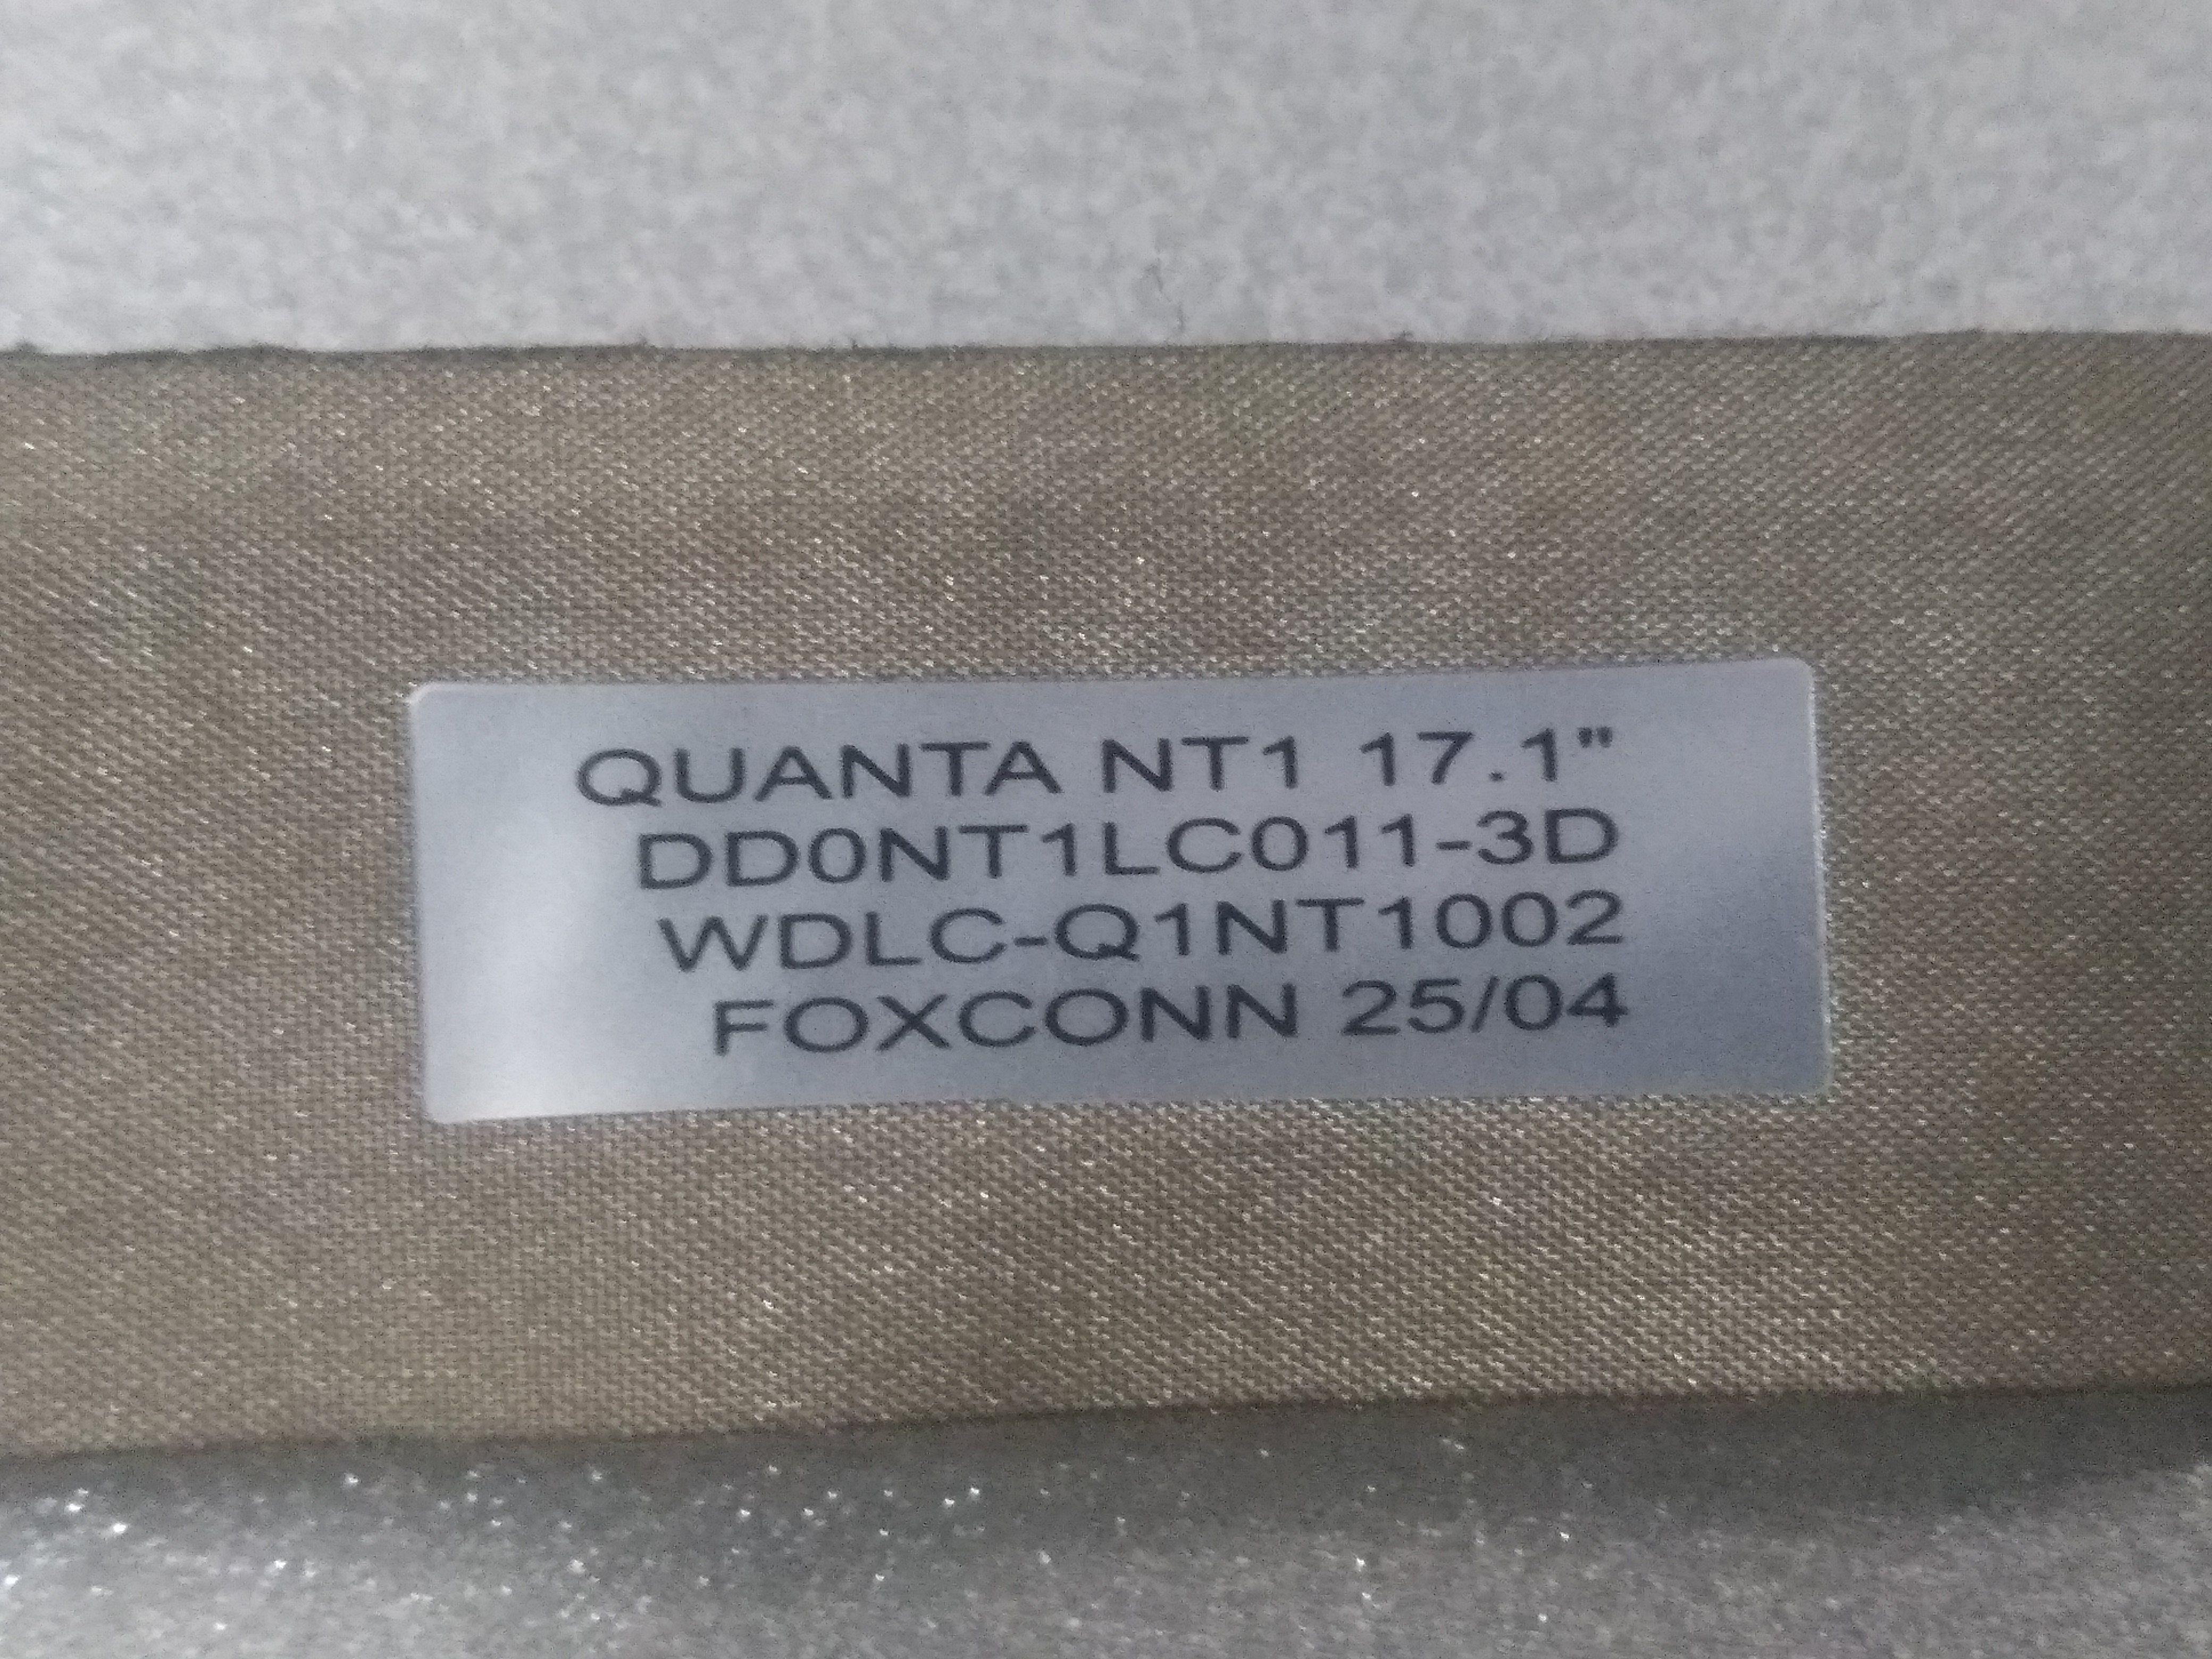 QUANTA NT1 17.1"
DD0NT1LC011-3D
WDLC-Q1NT1002
FOXCONN 25/04